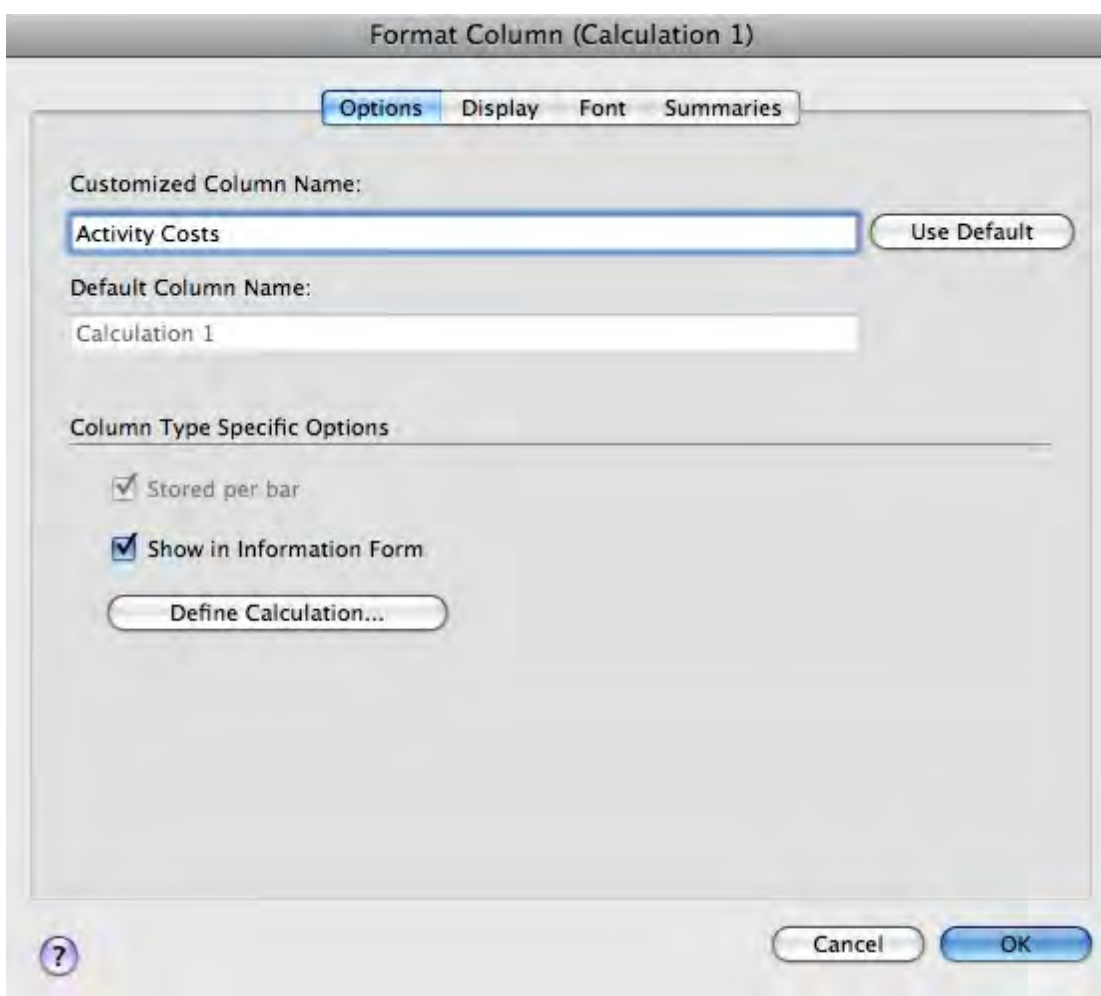 Format Column (Calculation 1)
Options Display Font Summaries
Customized Column Name:
Activity Costs
Use Default
Default Column Name:
Calculation 1
Column Type Specific Options
Stored per bar
Show in Information Form
Define Calculation...
?
Cancel
OK